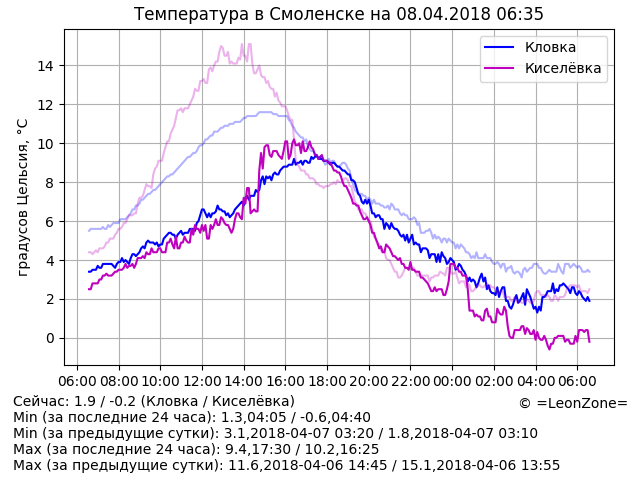 Температура в Смоленске на 08.04.2018 06:35
градусов Цельсия, °C
14
12
10
8
6
4
2
0
Кловка
Киселёвка
06:00 08:00 10:00 12:00 14:00 16:00 18:00 20:00 22:00 00:00 02:00 04:00 06:00
Сейчас: 1.9 / -0.2 (Кловка / Киселёвка)
© =LeonZone=
Min (за последние 24 часа): 1.3,04:05 / -0.6,04:40
Min (за предыдущие сутки): 3.1,2018-04-07 03:20 / 1.8,2018-04-07 03:10
Max (за последние 24 часа): 9.4,17:30 / 10.2,16:25
Max (за предыдущие сутки): 11.6,2018-04-06 14:45 / 15.1,2018-04-06 13:55